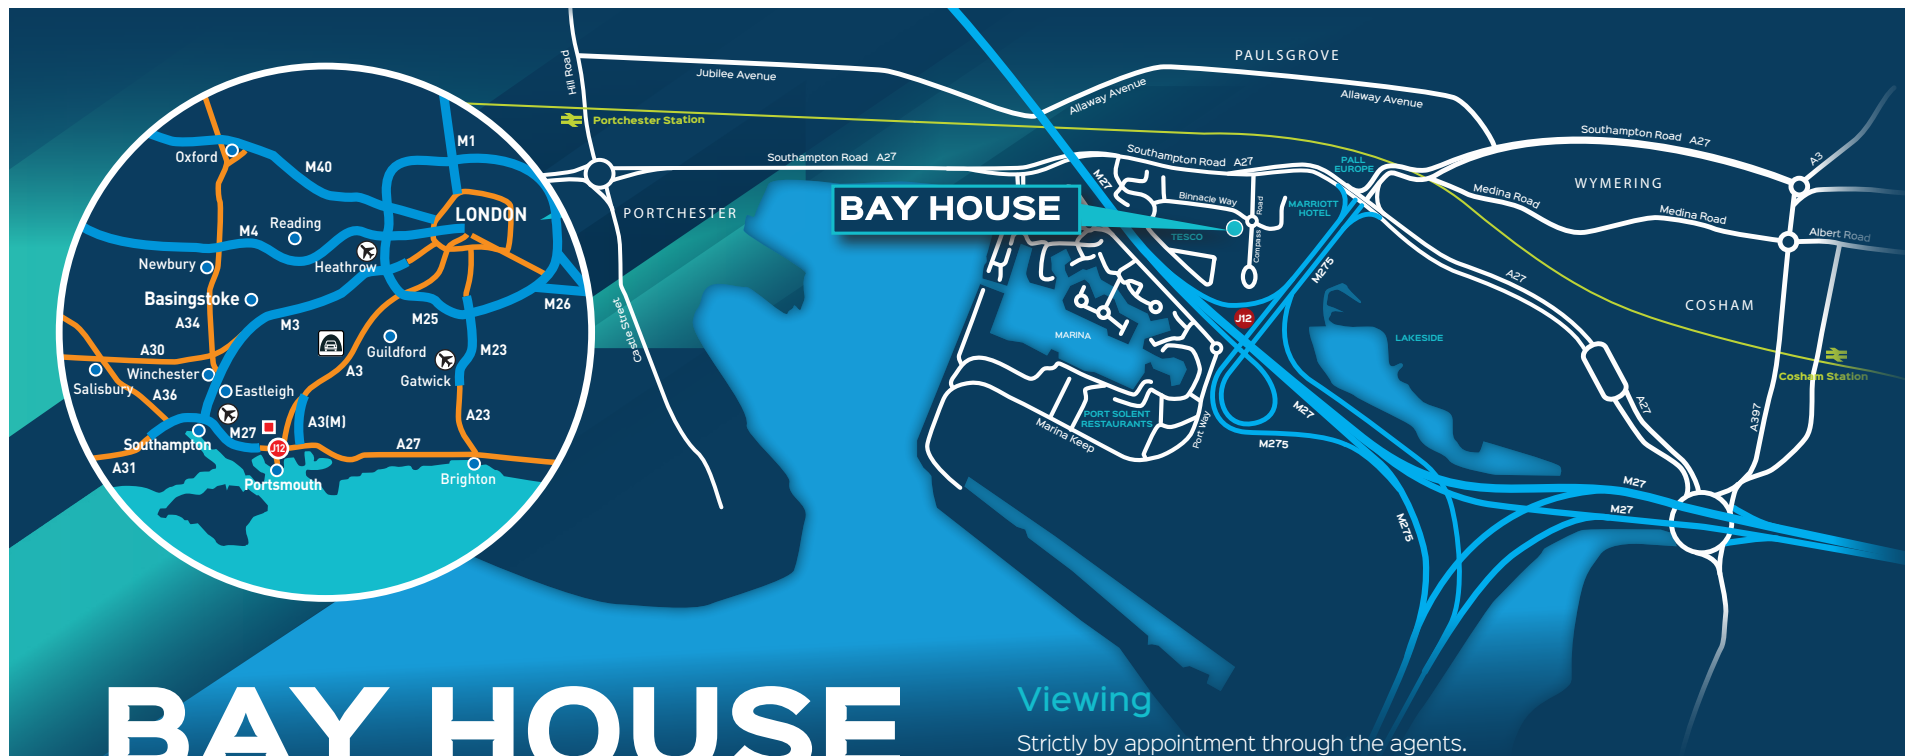 PAULSGROVE
Hill Road
Jubilee Avenue
Allaway Avenue
Allaway Avenue
Portchester Station
Southampton Road A27
Southampton Road A27
Southampton Road A27
A3
M27
PALL
EUROPE
WYMERING
Medina Road
Medina Road
Albert Road
PORTCHESTER
BAY HOUSE
Binnacle Way
Compass Road
MARRIOTT
HOTEL
TESCO
M275
A27
COSHAM
Castle Street
J12
MARINA
LAKESIDE
Cosham Station
PORT SOLENT
RESTAURANTS
Marina Keep
Port Way
M27
M275
A27
A397
M27
M27
M275
M1
Oxford
M40
LONDON
Reading
M4
Heathrow
Newbury
Basingstoke
M26
A34
M3
M25
A30
Guildford
M23
Winchester
A3
Gatwick
Salisbury
A36
Eastleigh
A3(M)
A23
Southampton
M27
J12
A27
A31
Portsmouth
Brighton
BAY HOUSE
Viewing
Strictly by appointment through the agents.